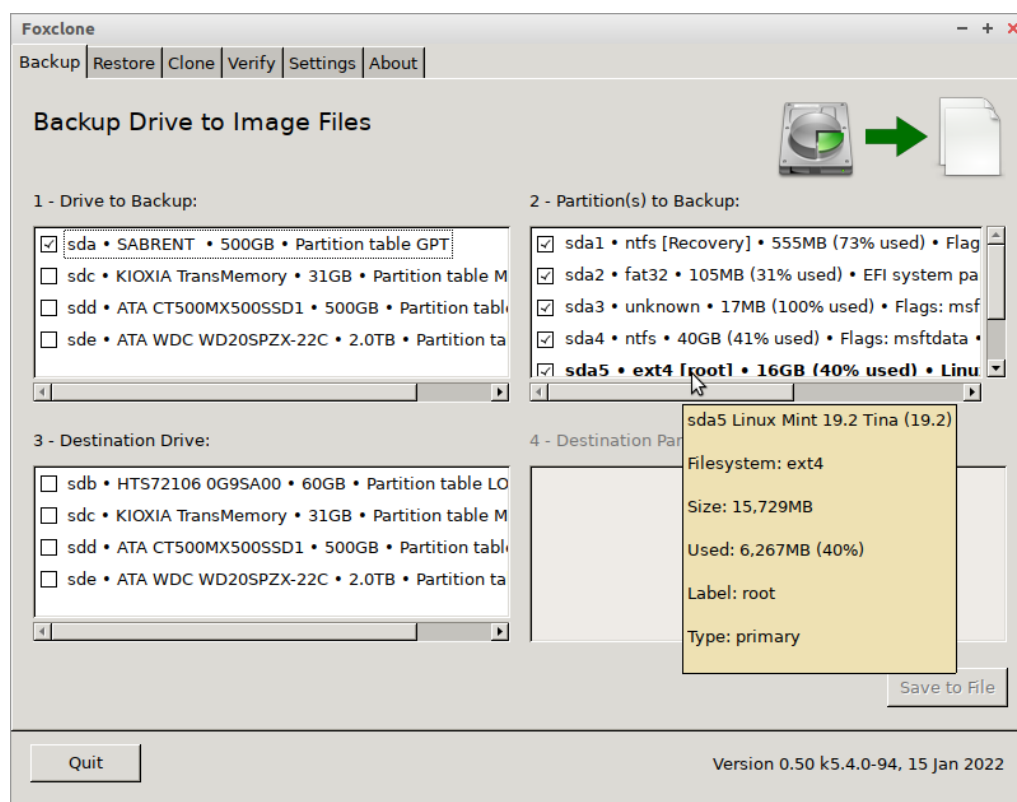 Foxclone
Backup Restore Clone Verify Settings About
Backup Drive to Image Files
1 - Drive to Backup:
sda • SABRENT • 500GB • Partition table GPT
sdc • KIOXIA TransMemory • 31GB • Partition table M
sdd • ATA CT500MX500SSD1 • 500GB • Partition tabl
sde • ATA WDC WD20SPZX-22C • 2.0TB • Partition ta
2 - Partition(s) to Backup:
sda1 • ntfs [Recovery] • 555MB (73% used) • Flag
sda2 • fat32 • 105MB (31% used) • EFI system pa
sda3 • unknown • 17MB (100% used) • Flags: msf
sda4 • ntfs • 40GB (41% used) • Flags: msftdata •
sda5 • ext4 [root] • 16GB (40% used) • Linu
3 - Destination Drive:
sdb • HTS72106 0G9SA00 • 60GB • Partition table LO
sdc • KIOXIA TransMemory • 31GB • Partition table M
sdd • ATA CT500MX500SSD1 • 500GB • Partition tabl
sde • ATA WDC WD20SPZX-22C • 2.0TB • Partition ta
4 - Destination Par
sda5 Linux Mint 19.2 Tina (19.2)
Filesystem: ext4
Size: 15,729MB
Used: 6,267MB (40%)
Label: root
Type: primary
Save to File
Quit
Version 0.50 k5.4.0-94, 15 Jan 2022